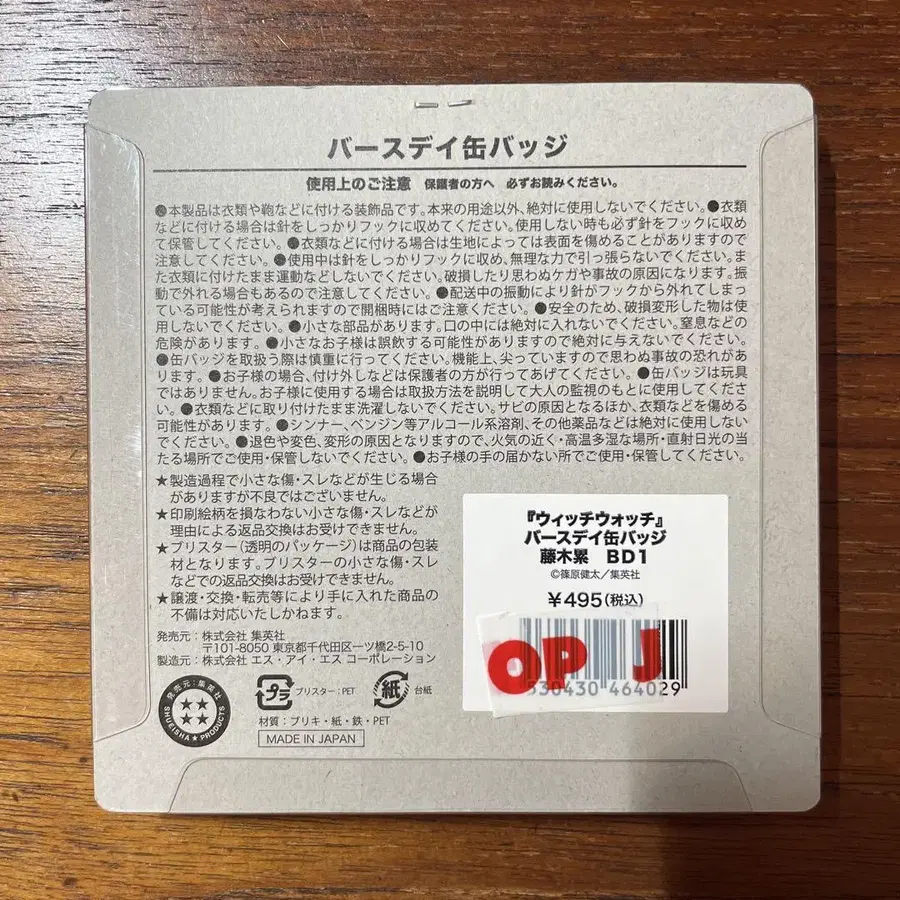 バースデイ缶バッジ
使用上のご注意 保護者の方へ 必ずお読みください。
●本製品は衣類や鞄などに付ける装飾品です。本来の用途以外、絶対に使用しないでください。●衣類
などに付ける場合は針をしっかりフックに収めてください。使用しない時も必ず針をフックに収め
て保管してください。●衣類などに付ける場合は生地によっては表面を傷めることがありますので
注意してください。●使用中は針をしっかりフックに収め、無理な力で引っ張らないでください。ま
た衣類に付けたまま運動などしないでください。破損したり思わぬケガや事故の原因になります。振
動で外れる場合もあるので注意してください。●配送中の振動により針がフックから外れてしまっ
ている可能性が考えられますので開梱時にはご注意ください。●安全のため、破損変形した物は使
用しないでください。●小さな部品があります。口の中には絶対に入れないでください。窒息などの
危険があります。●小さなお子様は誤飲する可能性がありますので絶対に与えないでください。
●缶バッジを取扱う際は慎重に行ってください。機能上、尖っていますので思わぬ事故の恐れがあ
ります。●お子様の場合、付け外しなどは保護者の方が行ってあげてください。●缶バッジは玩具
ではありません。お子様に使用する場合は取扱方法を説明して大人の監視のもとに使用してくださ
い。●衣類などに取り付けたまま洗濯しないでください。サビの原因となるほか、衣類などを傷める
可能性があります。●シンナー、ベンジン等アルコール系溶剤、その他薬品などは絶対に使用しない
でください。●退色や変色、変形の原因となりますので、火気の近く・高温多湿な場所・直射日光の当
たる場所でご使用・保管しないでください。●お子様の手の届かない所でご使用・保管してください。
★製造過程で小さな傷・スレなどが生じる場合
がありますが不良ではございません。
★印刷絵柄を損なわない小さな傷・スレなどが
理由による返品交換はお受けできません。
★ブリスター（透明のパッケージ）は商品の包装
材となります。ブリスターの小さな傷・スレ
などでの返品交換はお受けできません。
★譲渡・交換・転売等により手に入れた商品の
不備は対応いたしかねます。
発売元：株式会社 集英社
〒101-8050 東京都千代田区一ツ橋2-5-10
製造元：株式会社 エス・アイ・エス コーポレーション
発売元：集英社
SHUEISHA★PRODUCTS
プラ ブリスター：PET 紙 台紙
材質：ブリキ・紙・鉄・PET
MADE IN JAPAN
『ウィッチウォッチ』
バースデイ缶バッジ
藤木累 BD1
©篠原健太／集英社
¥495(税込)
OP J
530430 464029